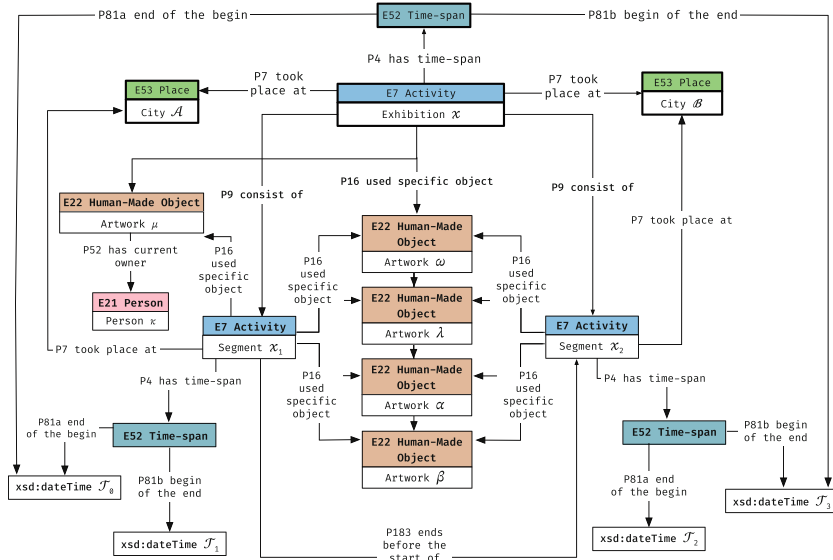 P81a end of the begin
E52 Time-span
P81b begin of the end
P4 has time-span
P7 took
place at
P7 took
place at
E53 Place
City 𝒜
E7 Activity
Exhibition 𝓍
E53 Place
City ℬ
P9 consist of
P16 used specific object
P9 consist of
E22 Human-Made Object
Artwork μ
P52 has current
owner
P16
used
specific
object
E21 Person
Person κ
P7 took place at
E22 Human-Made
Object
Artwork ω
E22 Human-Made
Object
Artwork λ
E22 Human-Made
Object
Artwork α
E22 Human-Made
Object
Artwork β
P16
used
specific
object
P16
used
specific
object
P16
used
specific
object
P16
used
specific
object
E7 Activity
Segment 𝓍₁
E7 Activity
Segment 𝓍₂
P7 took place at
P4 has time-span
P4 has time-span
P81a end
of the begin
E52 Time-span
P81b begin
of the end
xsd:dateTime 𝒯₀
xsd:dateTime 𝒯₁
E52 Time-span
P81b begin
of the end
P81a end
of the begin
xsd:dateTime 𝒯₃
xsd:dateTime 𝒯₂
P183 ends
before the
start of